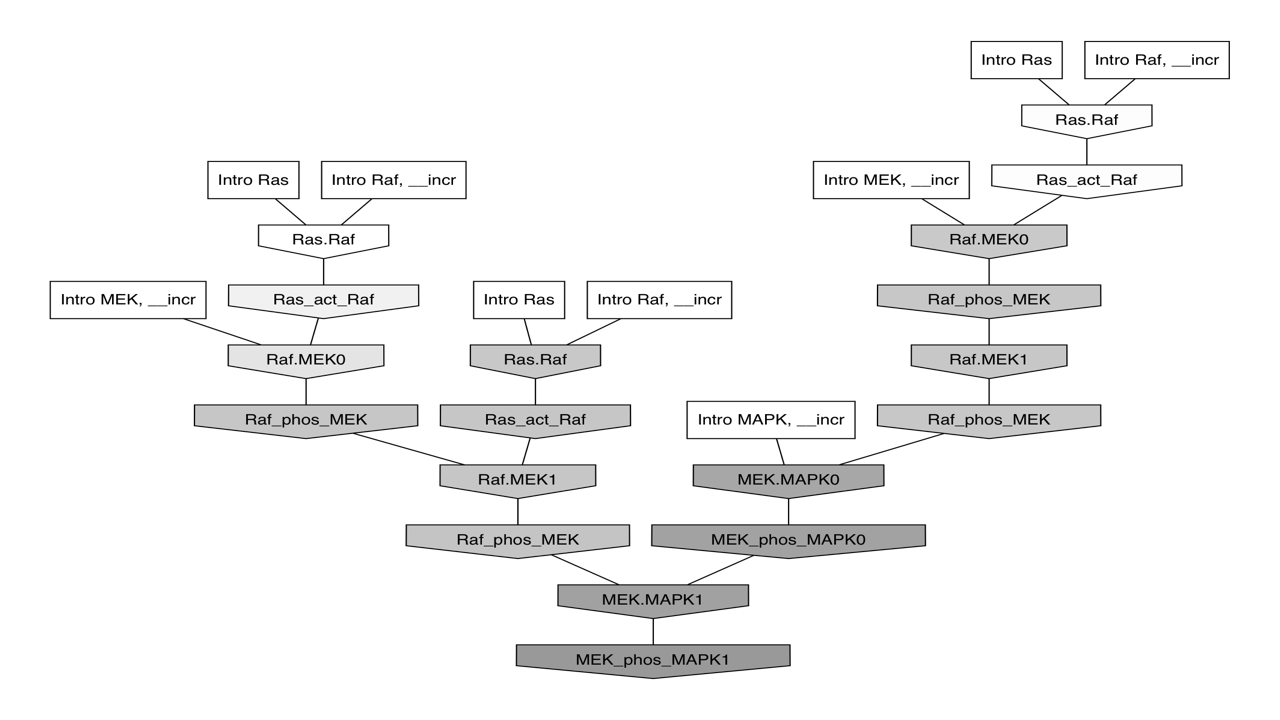 Intro Ras
Intro Raf, __incr
Ras.Raf
Intro Ras
Intro Raf, __incr
Intro MEK, __incr
Ras_act_Raf
Ras.Raf
Raf.MEK0
Intro MEK, __incr
Ras_act_Raf
Intro Ras
Intro Raf, __incr
Raf_phos_MEK
Raf.MEK0
Ras.Raf
Raf.MEK1
Raf_phos_MEK
Ras_act_Raf
Intro MAPK, __incr
Raf_phos_MEK
Raf.MEK1
MEK.MAPK0
Raf_phos_MEK
MEK_phos_MAPK0
MEK.MAPK1
MEK_phos_MAPK1